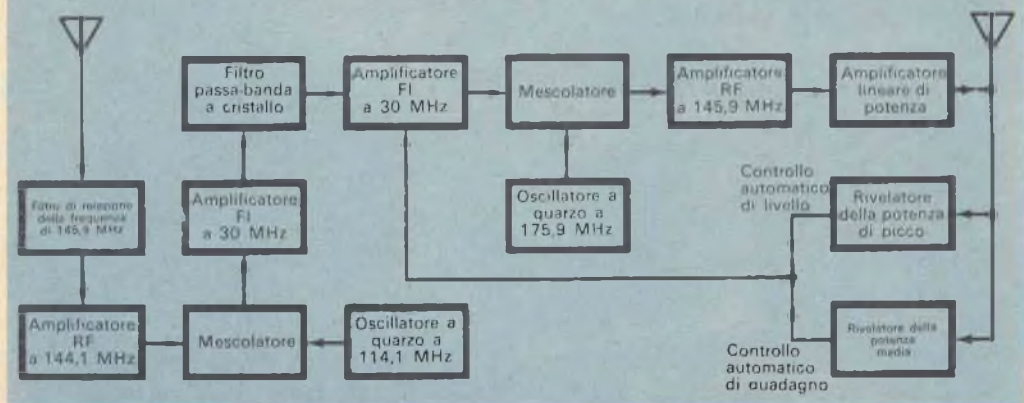 Filtro
passa-banda
a cristallo
Amplificatore
FI
a 30 MHz
Mescolatore
Amplificatore
RF
a 145,9 MHz
Amplificatore
lineare di
potenza
Filtro di reiezione
della frequenza
di 145,9 MHz
Amplificatore
FI
a 30 MHz
Oscillatore a
quarzo a
175,9 MHz
Controllo
automatico
di livello
Rivelatore
della potenza
di picco
Amplificatore
RF
a 144,1 MHz
Mescolatore
Oscillatore a
quarzo a
114,1 MHz
Controllo
automatico
di guadagno
Rivelatore della
potenza
media